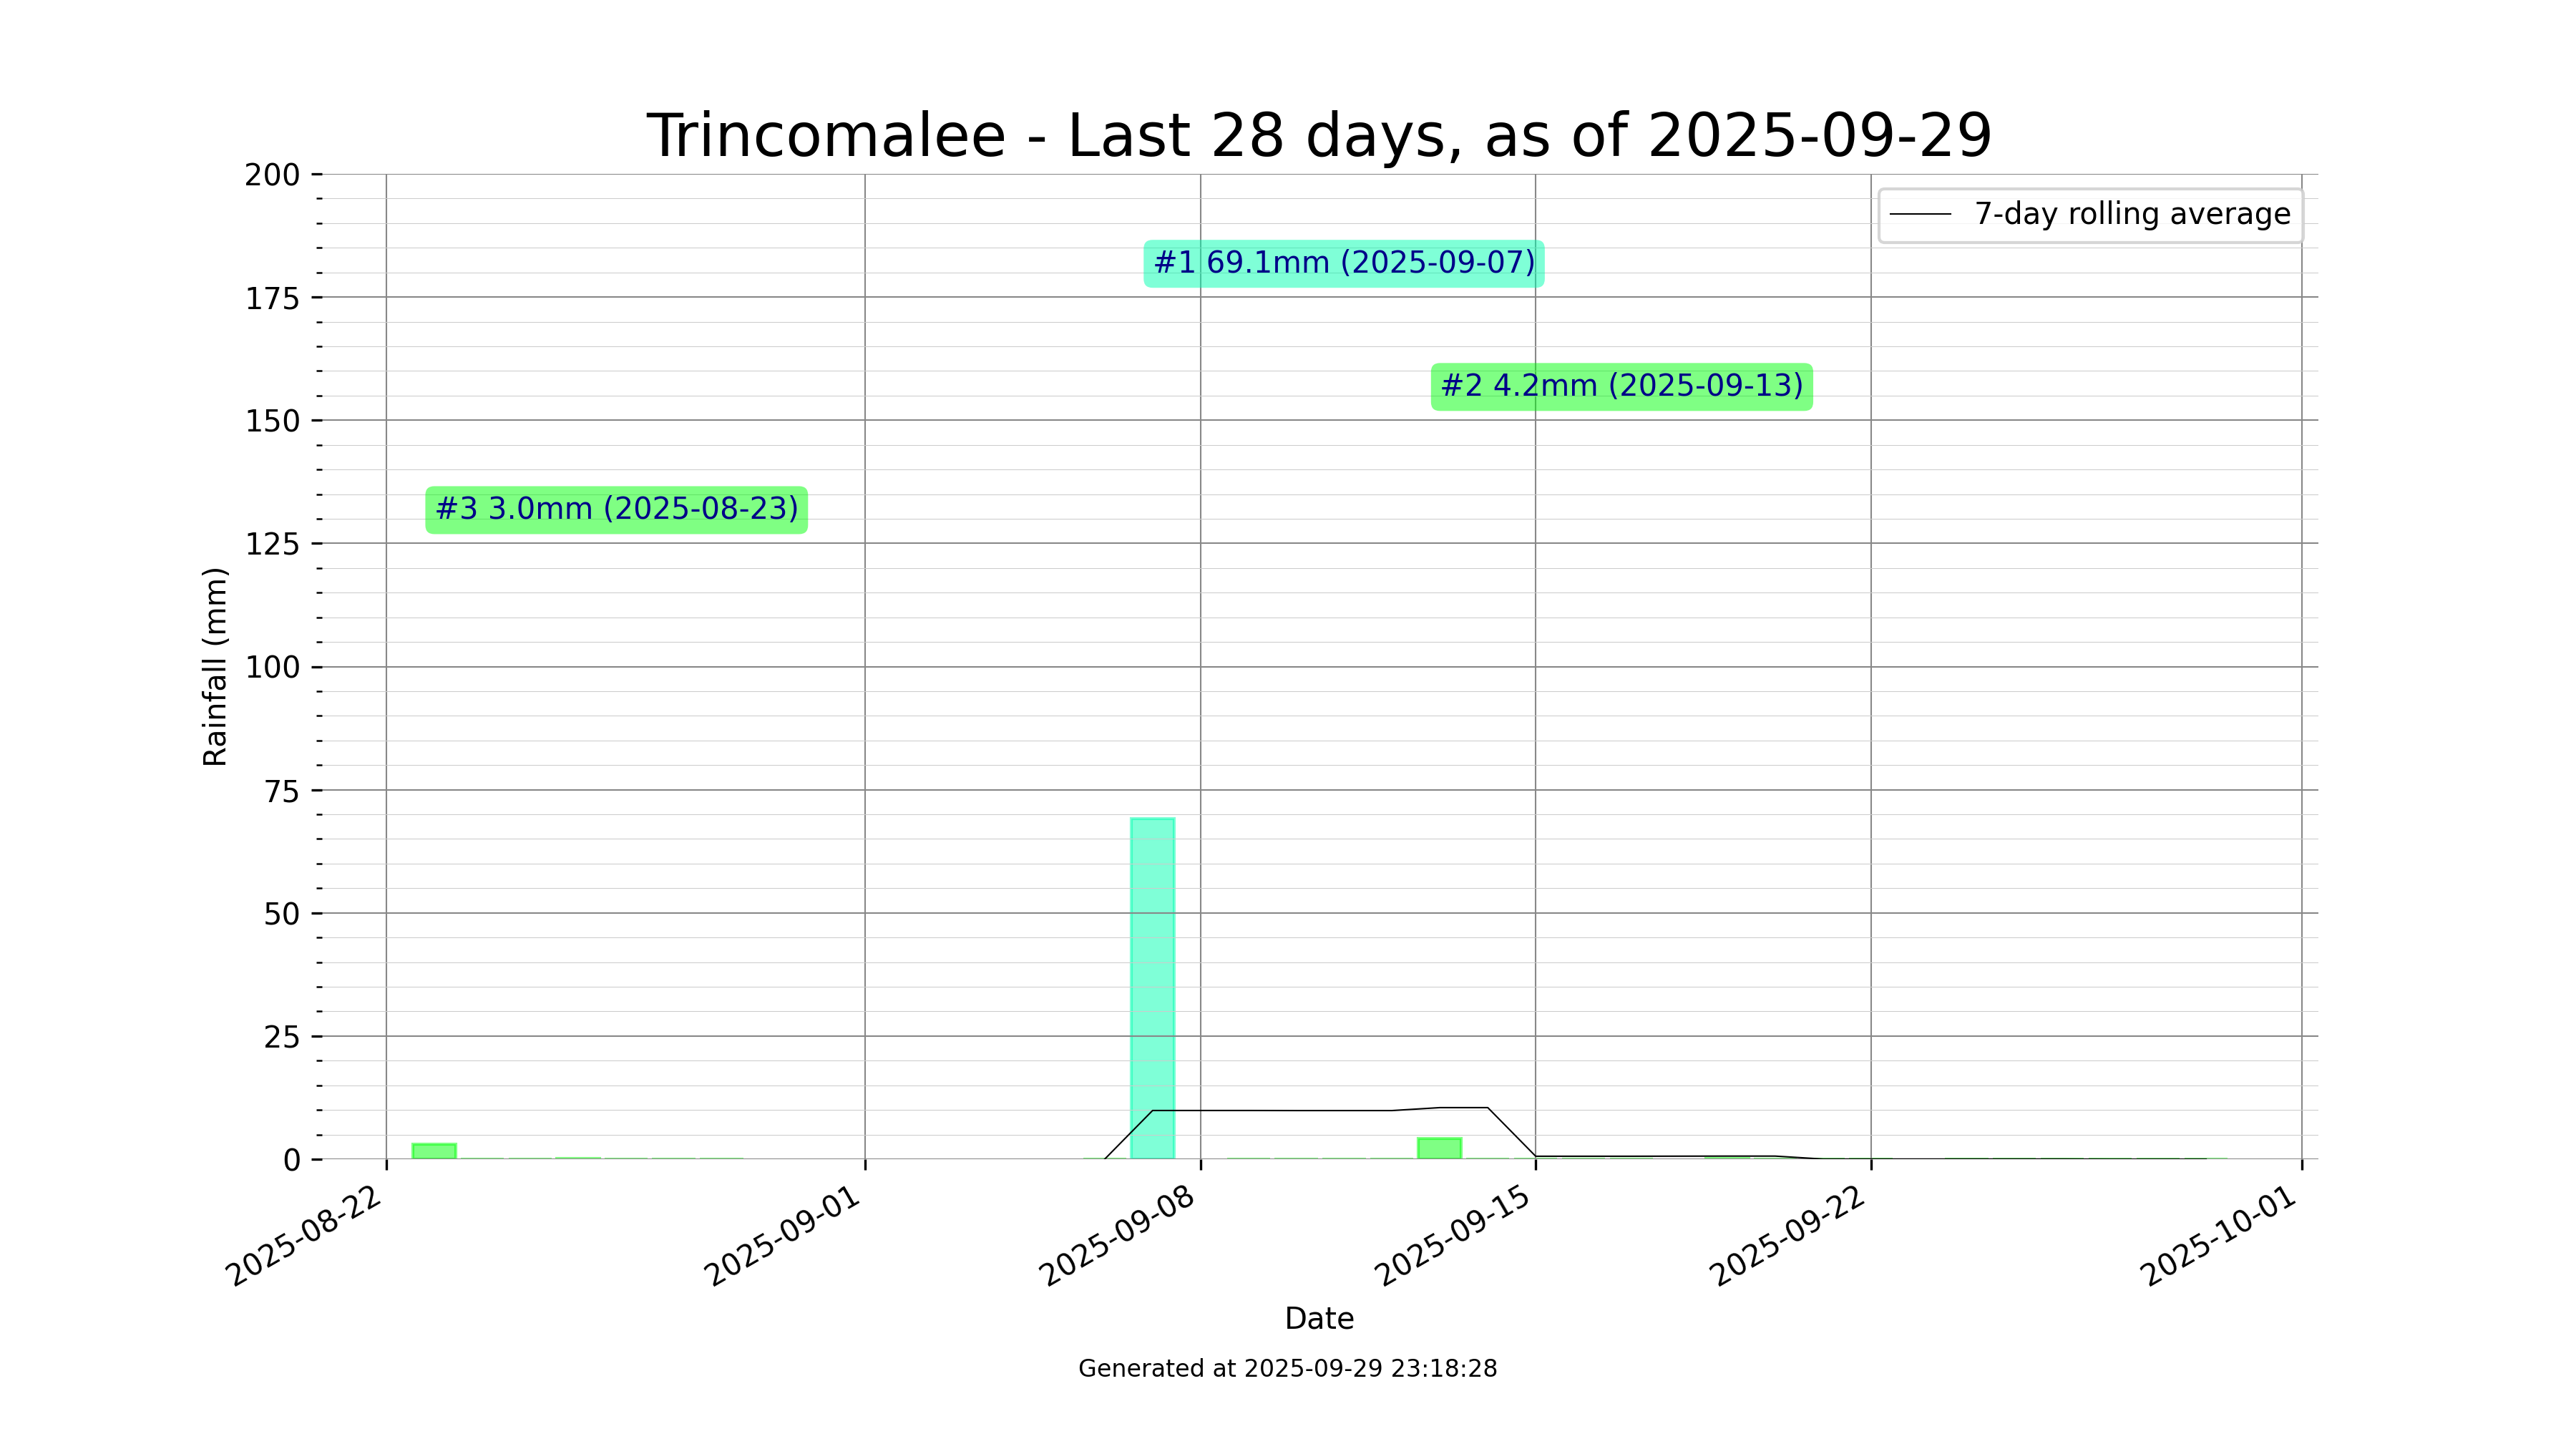 Trincomalee - Last 28 days, as of 2025-09-29
7-day rolling average
#1 69.1mm (2025-09-07)
#2 4.2mm (2025-09-13)
#3 3.0mm (2025-08-23)
Rainfall (mm)
200
175
150
125
100
75
50
25
0
2025-08-22
2025-09-01
2025-09-08
2025-09-15
2025-09-22
2025-10-01
Date
Generated at 2025-09-29 23:18:28